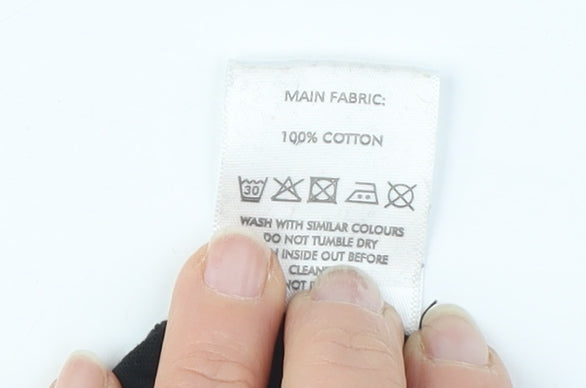 MAIN FABRIC:
100% COTTON
30
WASH WITH SIMILAR COLOURS
DO NOT TUMBLE DRY
INSIDE OUT BEFORE